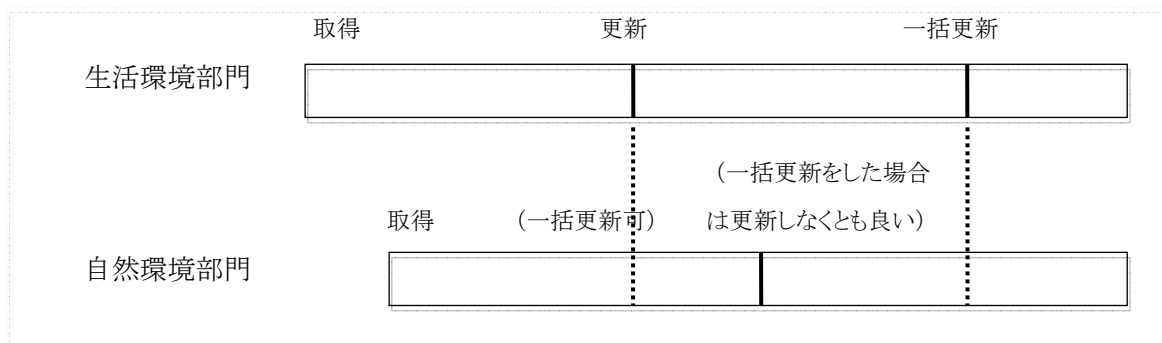 取得 更新 一括更新
生活環境部門
（一括更新をした場合
取得 （一括更新可） は更新しなくとも良い）
自然環境部門